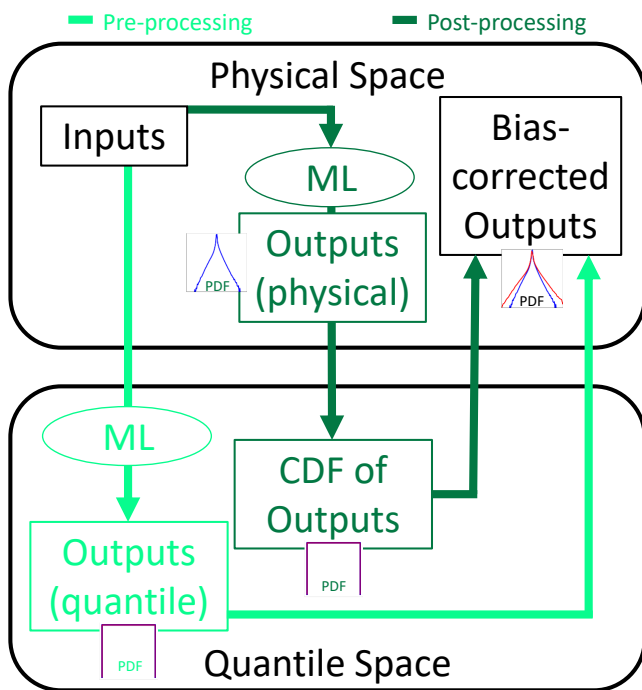 Pre-processing
Post-processing
Physical Space
Inputs
ML
Bias-
corrected
Outputs
Outputs
(physical)
PDF
PDF
ML
CDF of
Outputs
PDF
Outputs
(quantile)
PDF
Quantile Space